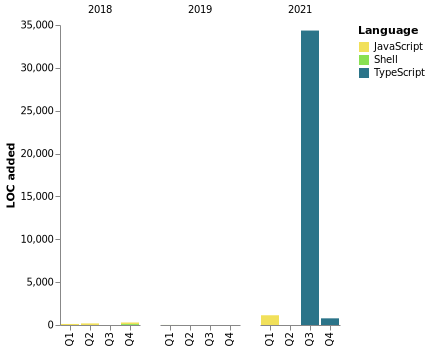 2018 2019 2021
Language
JavaScript
Shell
TypeScript
LOC added
35,000
30,000
25,000
20,000
15,000
10,000
5,000
0
Q1 Q2 Q3 Q4 Q1 Q2 Q3 Q4 Q1 Q2 Q3 Q4